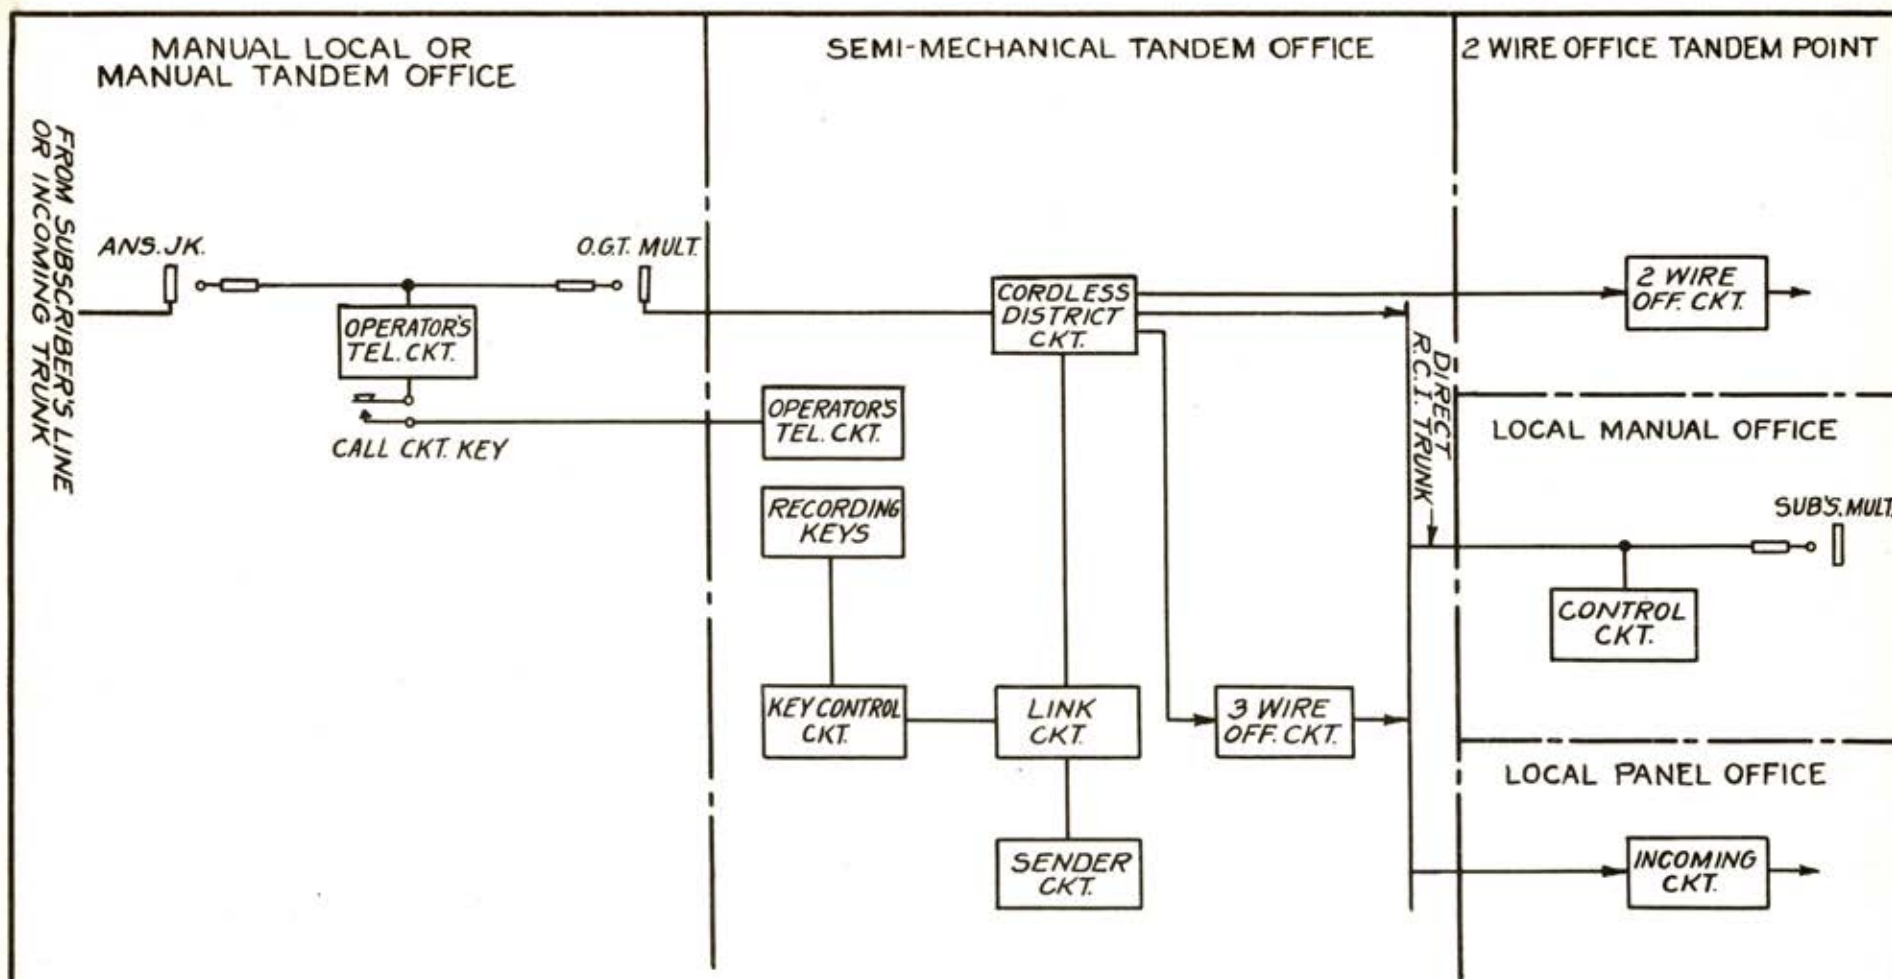 MANUAL LOCAL OR
MANUAL TANDEM OFFICE
SEMI-MECHANICAL TANDEM OFFICE
2 WIRE OFFICE TANDEM POINT
FROM SUBSCRIBER'S LINE
OR INCOMING TRUNK
ANS. JK.
O.G.T. MULT.
OPERATOR'S
TEL. CKT.
CALL CKT. KEY
CORDLESS
DISTRICT
CKT.
2 WIRE
OFF. CKT.
OPERATOR'S
TEL. CKT.
RECORDING
KEYS
DIRECT
R.C.I. TRUNK
LOCAL MANUAL OFFICE
SUB'S. MULT.
CONTROL
CKT.
KEY CONTROL
CKT.
LINK
CKT.
3 WIRE
OFF. CKT.
LOCAL PANEL OFFICE
SENDER
CKT.
INCOMING
CKT.